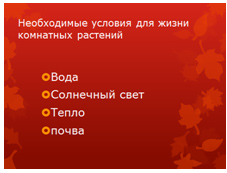 Необходимые условия для жизни
комнатных растений
Вода
Солнечный свет
Тепло
почва